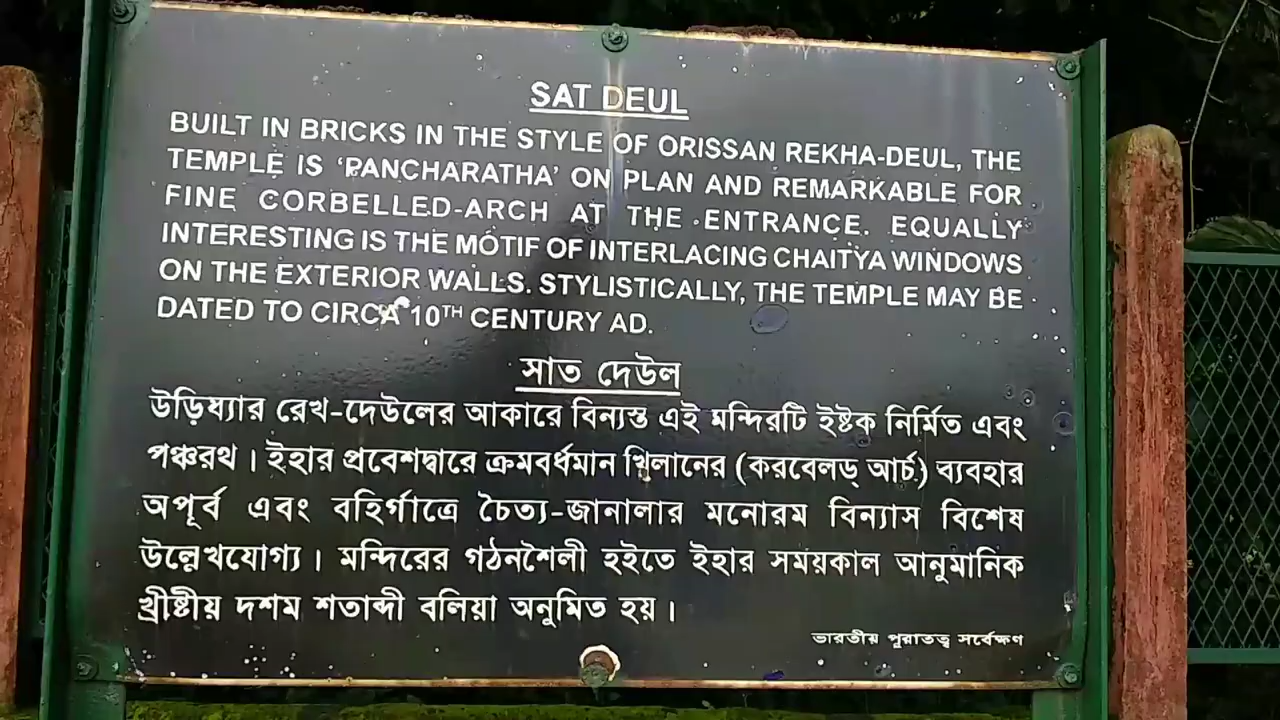 SAT DEUL
BUILT IN BRICKS IN THE STYLE OF ORISSAN REKHA-DEUL, THE
TEMPLE IS ‘PANCHARATHA’ ON PLAN AND REMARKABLE FOR
FINE CORBELLED-ARCH AT THE ENTRANCE. EQUALLY
INTERESTING IS THE MOTIF OF INTERLACING CHAITYA WINDOWS
ON THE EXTERIOR WALLS. STYLISTICALLY, THE TEMPLE MAY BE
DATED TO CIRCA 10TH CENTURY AD.
সাত দেউল
উড়িষ্যার রেখ-দেউলের আকারে বিন্যস্ত এই মন্দিরটি ইষ্টক নির্মিত এবং
পঞ্চরথ। ইহার প্রবেশদ্বারে ক্রমবর্ধমান খিলানের (করবেলড্ আর্চ) ব্যবহার
অপূর্ব এবং বহির্গাত্রে চৈত্য-জানালার মনোরম বিন্যাস বিশেষ
উল্লেখযোগ্য। মন্দিরের গঠনশৈলী হইতে ইহার সময়কাল আনুমানিক
খ্রীষ্টীয় দশম শতাব্দী বলিয়া অনুমিত হয়।
ভারতীয় পুরাতত্ত্ব সর্বেক্ষণ